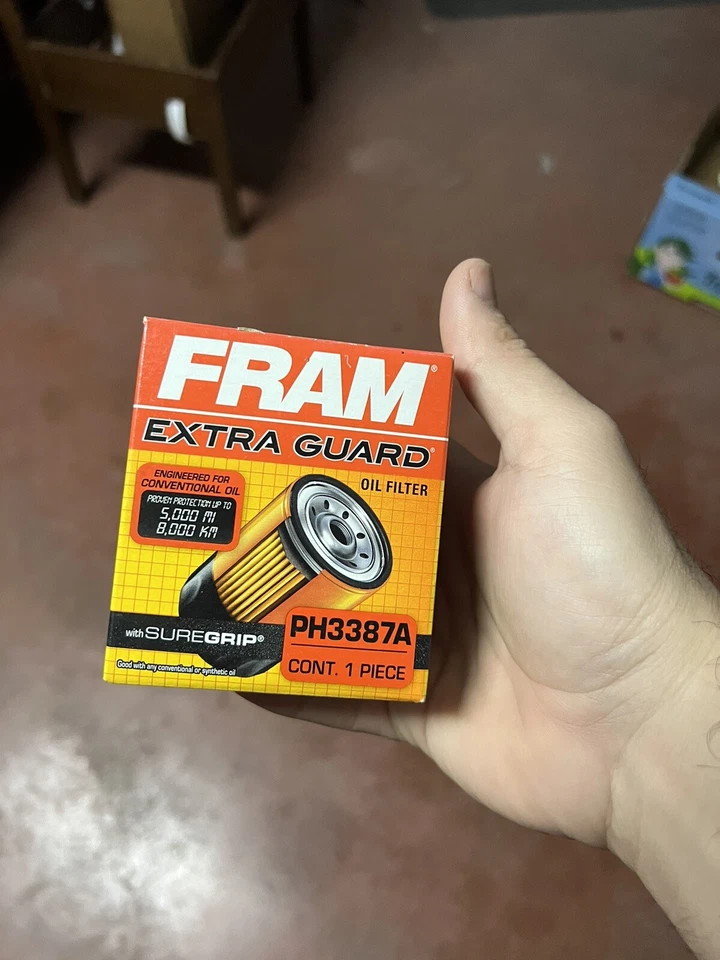 FRAM®
EXTRA GUARD®
OIL FILTER
ENGINEERED FOR
CONVENTIONAL OIL
PROVEN PROTECTION UP TO
5,000 MI
8,000 KM
with SUREGRIP®
PH3387A
CONT. 1 PIECE
Good with any conventional or synthetic oil